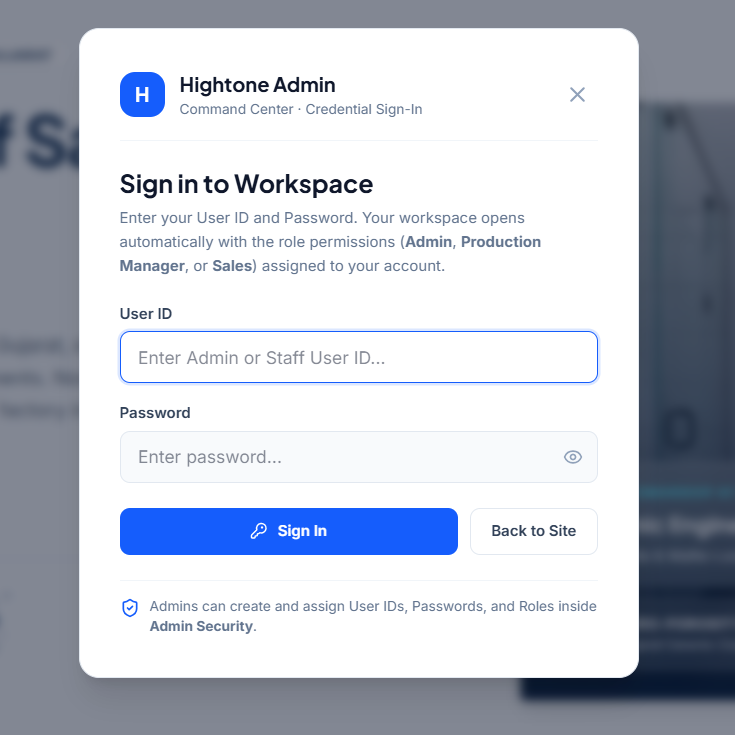 H
Hightone Admin
Command Center · Credential Sign-In
Sign in to Workspace
Enter your User ID and Password. Your workspace opens
automatically with the role permissions (Admin, Production
Manager, or Sales) assigned to your account.
User ID
Enter Admin or Staff User ID...
Password
Enter password...
Sign In
Back to Site
Admins can create and assign User IDs, Passwords, and Roles inside
Admin Security.